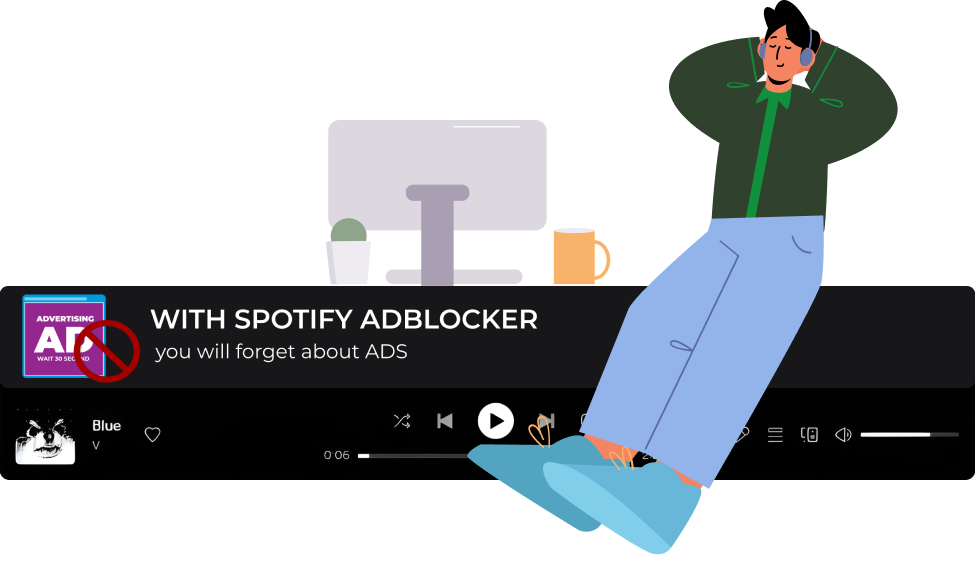 WITH SPOTIFY ADBLOCKER
you will forget about ADS
ADVERTISING
AD
WAIT 30 SECOND
Blue
V
0:06